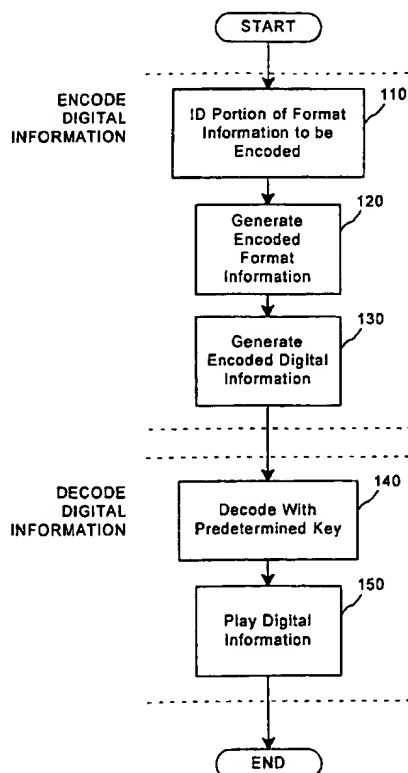 START
ENCODE
DIGITAL
INFORMATION
110
ID Portion of Format
Information to be
Encoded
120
Generate
Encoded
Format
Information
130
Generate
Encoded Digital
Information
DECODE
DIGITAL
INFORMATION
140
Decode With
Predetermined Key
150
Play Digital
Information
END